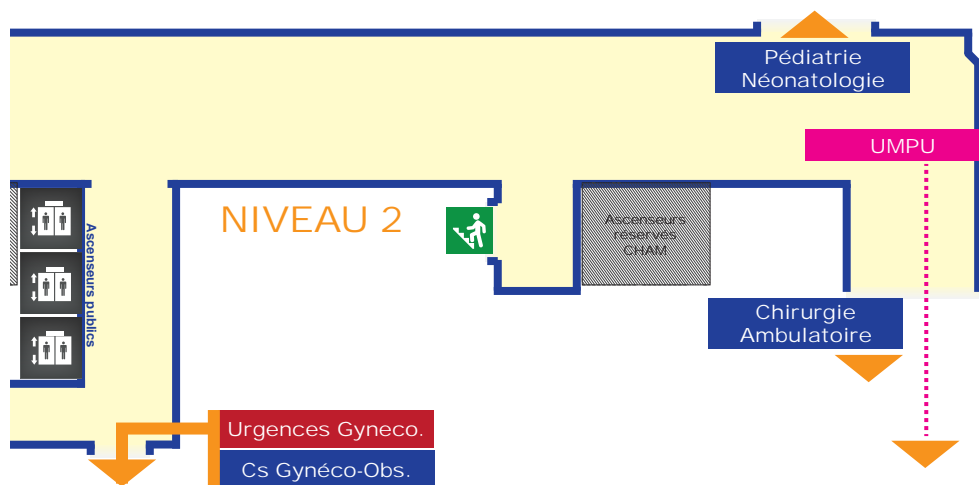 Pédiatrie
Néonatologie
UMPU
NIVEAU 2
Ascenseurs
réservés
CHAM
Ascenseurs publics
Chirurgie
Ambulatoire
Urgences Gyneco.
Cs Gynéco-Obs.